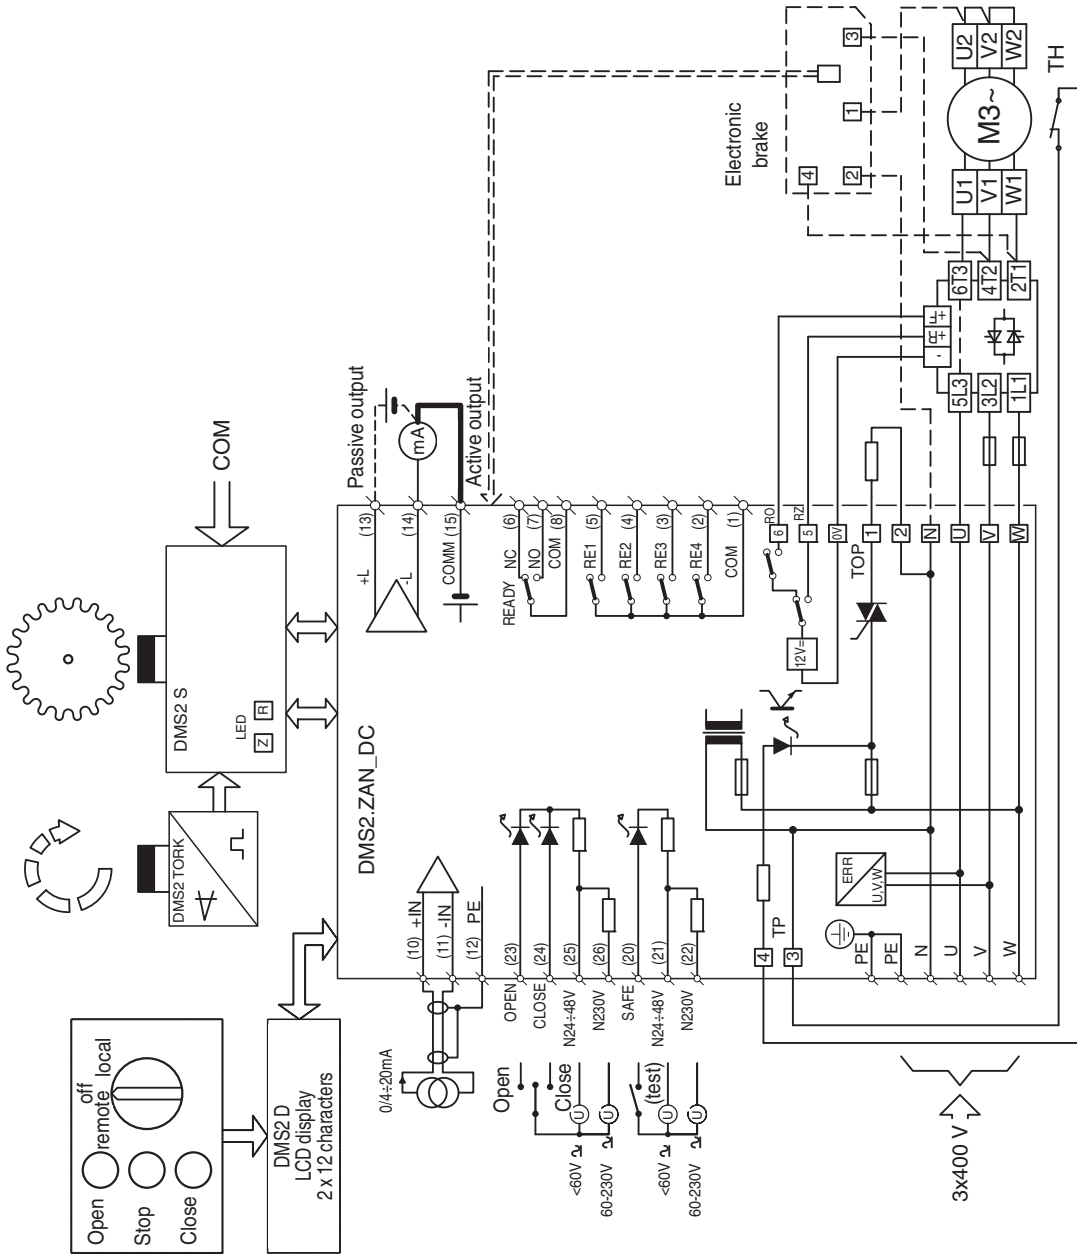 Open
Stop
Close
remote
off
local
DMS2 D
LCD display
2 x 12 characters
DMS2 TORK
DMS2 S
LED
Z
R
COM
DMS2.ZAN_DC
0/4÷20mA
(10) +IN
(11) -IN
(12) PE
OPEN (23)
CLOSE (24)
N24÷48V (25)
N230V (26)
SAFE (20)
N24÷48V (21)
N230V (22)
Open
Close
U
U
<60V
60-230V
(test)
U
U
<60V
60-230V
+L (13)
-L (14)
COMM (15)
Passive output
mA
Active output
READY
NC (6)
NO (7)
COM (8)
RE1 (5)
RE2 (4)
RE3 (3)
RE4 (2)
COM (1)
12V=
RO
6
RZ
5
0V
TOP
1
2
N
U
V
W
TP
4
3
ERR
U,V,W
PE
PE
N
U
V
W
3x400 V
Electronic
brake
4
2
1
3
-
R+
F+
5L3
3L2
1L1
6T3
4T2
2T1
U1
V1
W1
M3~
U2
V2
W2
TH